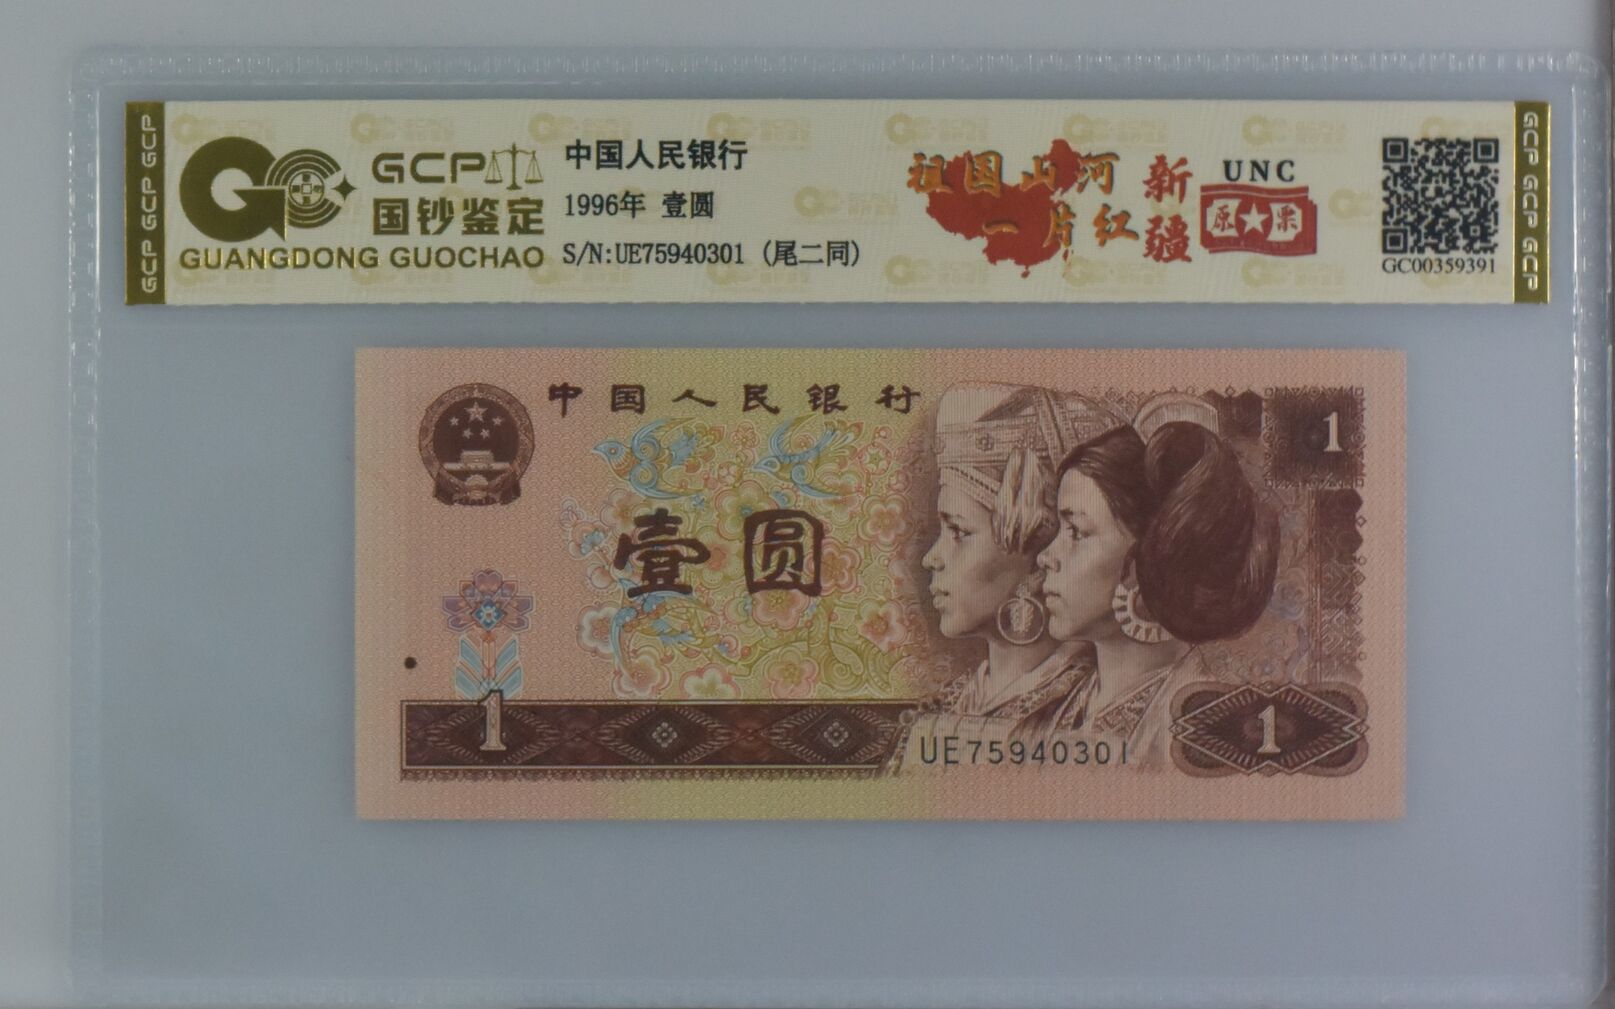 GCP
国钞鉴定
GUANGDONG GUOCHAO
中国人民银行
1996年 壹圆
S/N:UE75940301 (尾二同)
祖国山河
一片红
新疆
UNC
原★票
GC00359391
GCP GCP GCP
GCP GCP GCP
中国人民银行
1
壹圆
1
UE75940301
1